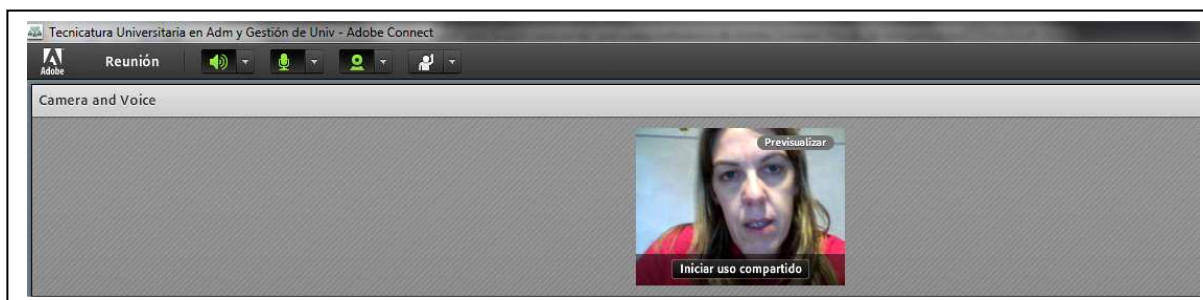 Tecnicatura Universitaria en Adm y Gestión de Univ - Adobe Connect
Adobe
Reunión
Camera and Voice
Previsualizar
Iniciar uso compartido